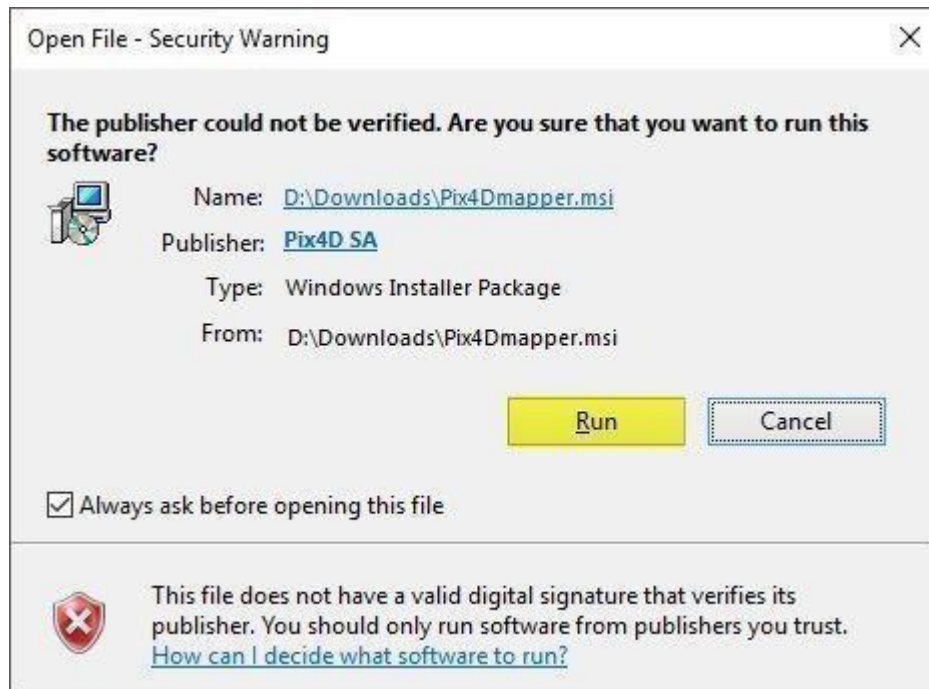 Open File - Security Warning
The publisher could not be verified. Are you sure that you want to run this
software?
Name: D:\Downloads\Pix4Dmapper.msi
Publisher: Pix4D SA
Type: Windows Installer Package
From: D:\Downloads\Pix4Dmapper.msi
Run Cancel
Always ask before opening this file
This file does not have a valid digital signature that verifies its
publisher. You should only run software from publishers you trust.
How can I decide what software to run?